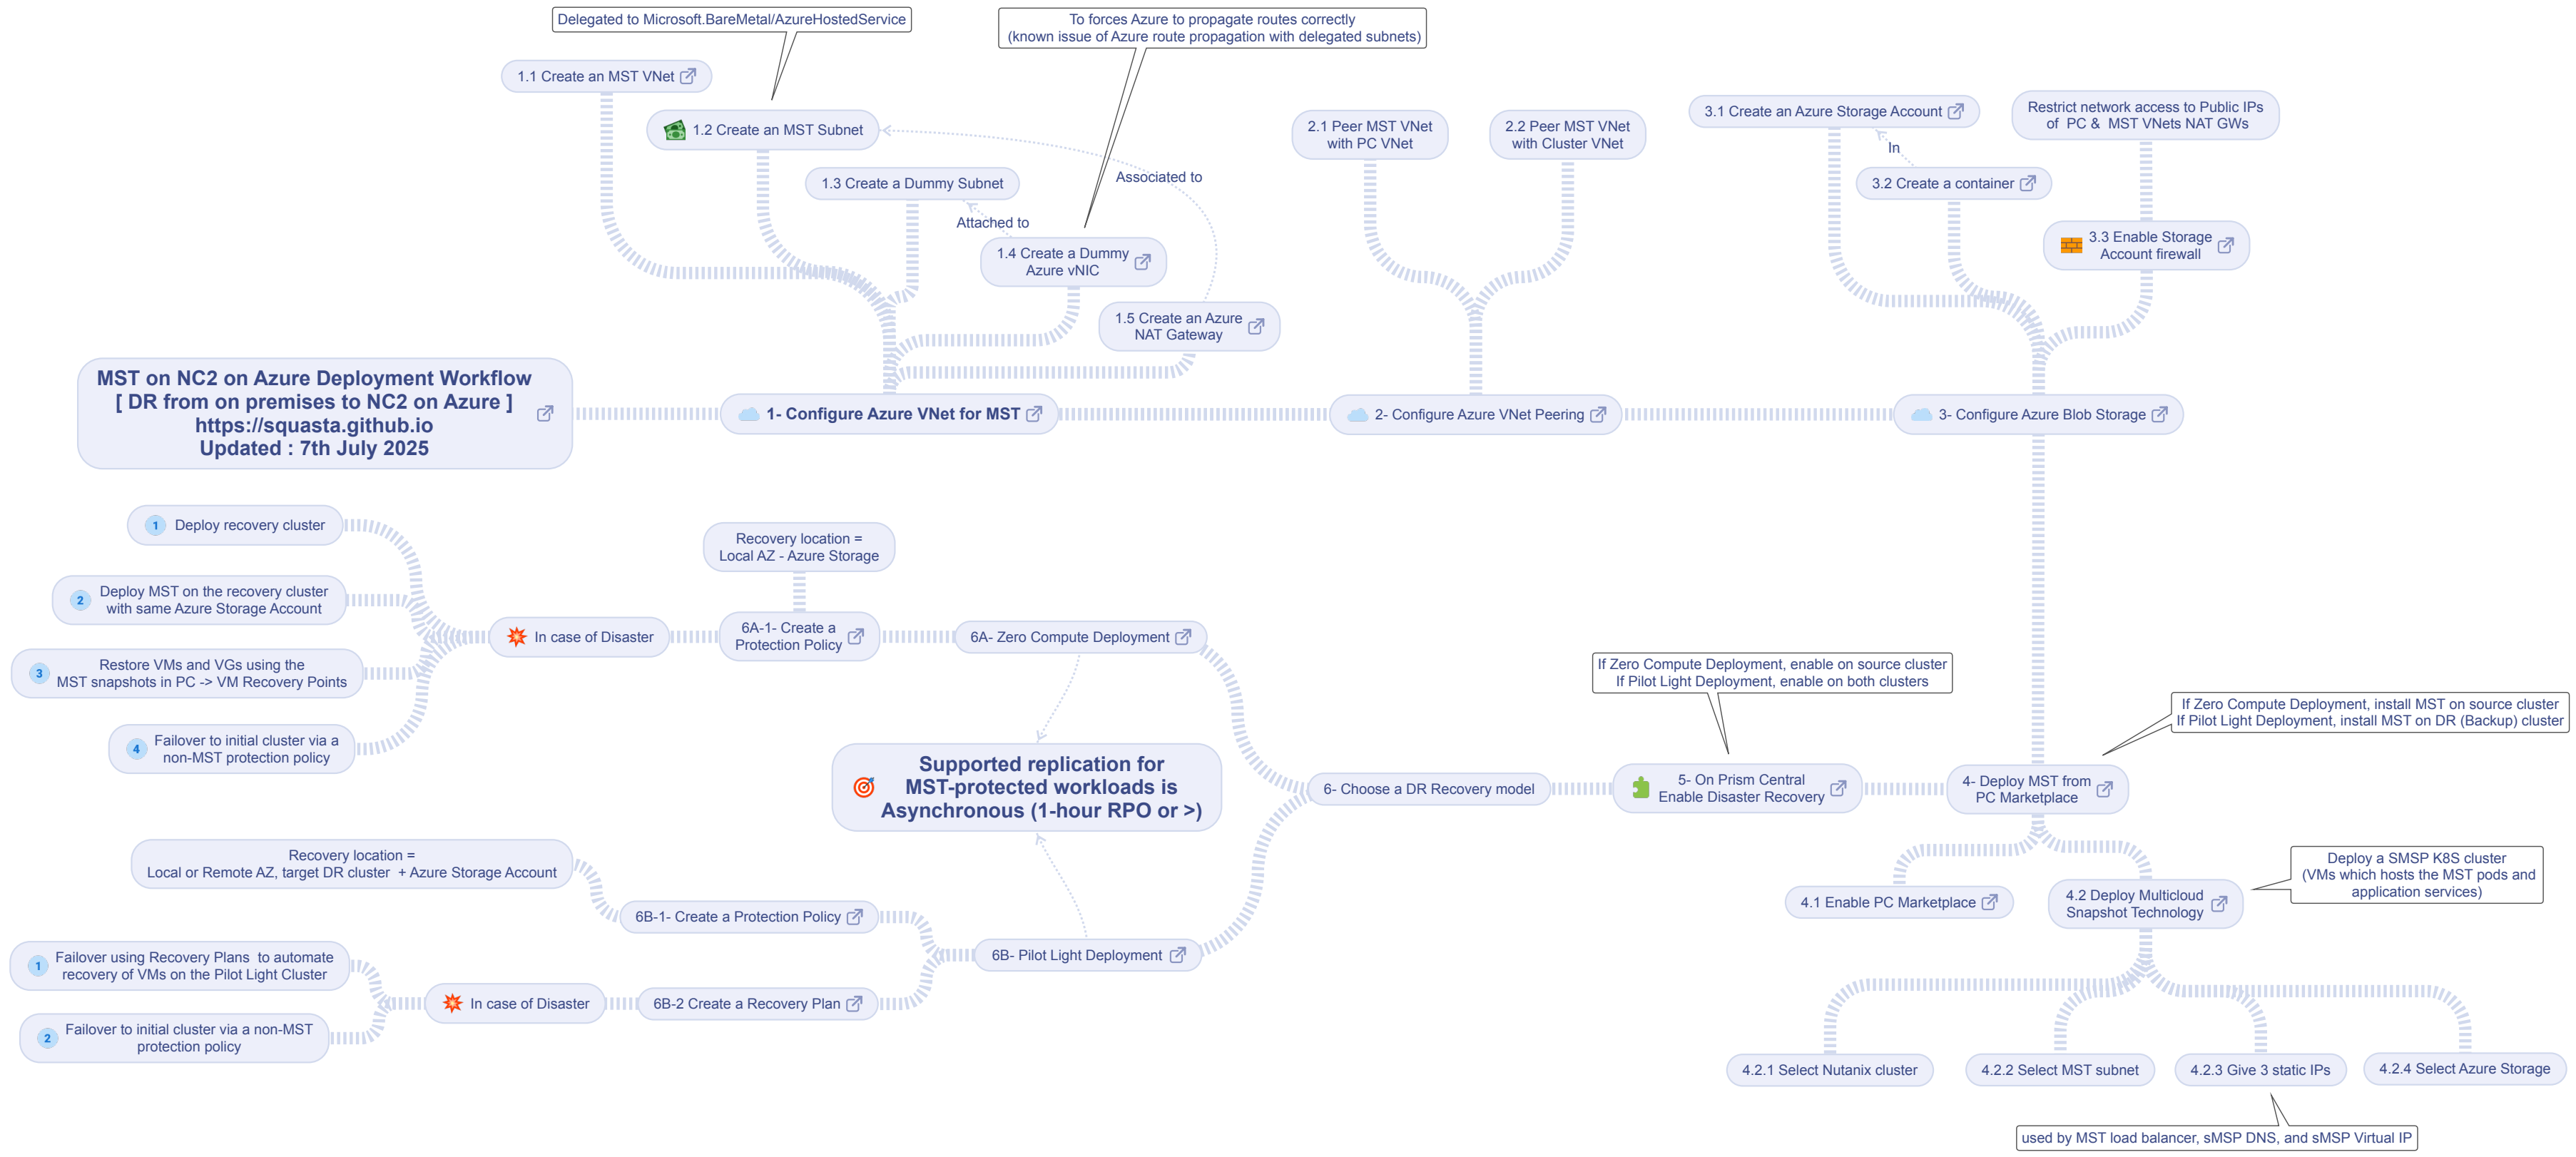 Delegated to Microsoft.BareMetal/AzureHostedService
To forces Azure to propagate routes correctly
(known issue of Azure route propagation with delegated subnets)
1.1 Create an MST VNet
1.2 Create an MST Subnet
1.3 Create a Dummy Subnet
Associated to
Attached to
1.4 Create a Dummy
Azure vNIC
1.5 Create an Azure
NAT Gateway
2.1 Peer MST VNet
with PC VNet
2.2 Peer MST VNet
with Cluster VNet
3.1 Create an Azure Storage Account
In
3.2 Create a container
Restrict network access to Public IPs
of PC & MST VNets NAT GWs
3.3 Enable Storage
Account firewall
MST on NC2 on Azure Deployment Workflow
[ DR from on premises to NC2 on Azure ]
https://squasta.github.io
Updated : 7th July 2025
1- Configure Azure VNet for MST
2- Configure Azure VNet Peering
3- Configure Azure Blob Storage
1 Deploy recovery cluster
2 Deploy MST on the recovery cluster
with same Azure Storage Account
3 Restore VMs and VGs using the
MST snapshots in PC -> VM Recovery Points
4 Failover to initial cluster via a
non-MST protection policy
In case of Disaster
Recovery location =
Local AZ - Azure Storage
6A-1- Create a
Protection Policy
6A- Zero Compute Deployment
Supported replication for
MST-protected workloads is
Asynchronous (1-hour RPO or >)
6- Choose a DR Recovery model
If Zero Compute Deployment, enable on source cluster
If Pilot Light Deployment, enable on both clusters
5- On Prism Central
Enable Disaster Recovery
If Zero Compute Deployment, install MST on source cluster
If Pilot Light Deployment, install MST on DR (Backup) cluster
4- Deploy MST from
PC Marketplace
Recovery location =
Local or Remote AZ, target DR cluster + Azure Storage Account
6B-1- Create a Protection Policy
6B- Pilot Light Deployment
1 Failover using Recovery Plans to automate
recovery of VMs on the Pilot Light Cluster
2 Failover to initial cluster via a non-MST
protection policy
In case of Disaster
6B-2 Create a Recovery Plan
4.1 Enable PC Marketplace
4.2 Deploy Multicloud
Snapshot Technology
Deploy a SMSP K8S cluster
(VMs which hosts the MST pods and
application services)
4.2.1 Select Nutanix cluster
4.2.2 Select MST subnet
4.2.3 Give 3 static IPs
4.2.4 Select Azure Storage
used by MST load balancer, sMSP DNS, and sMSP Virtual IP